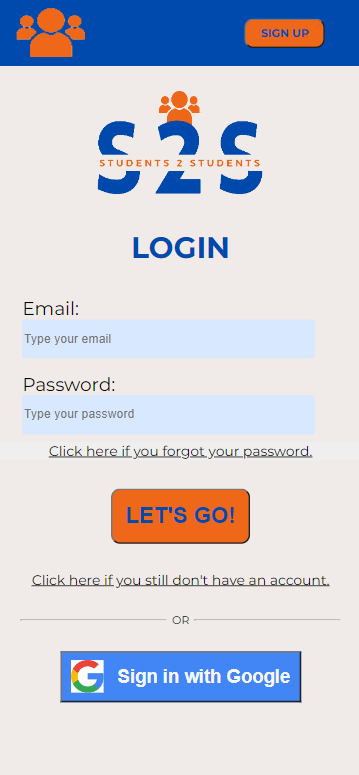 SIGN UP
S2S
STUDENTS 2 STUDENTS
LOGIN
Email:
Type your email
Password:
Type your password
Click here if you forgot your password.
LET'S GO!
Click here if you still don't have an account.
OR
Sign in with Google